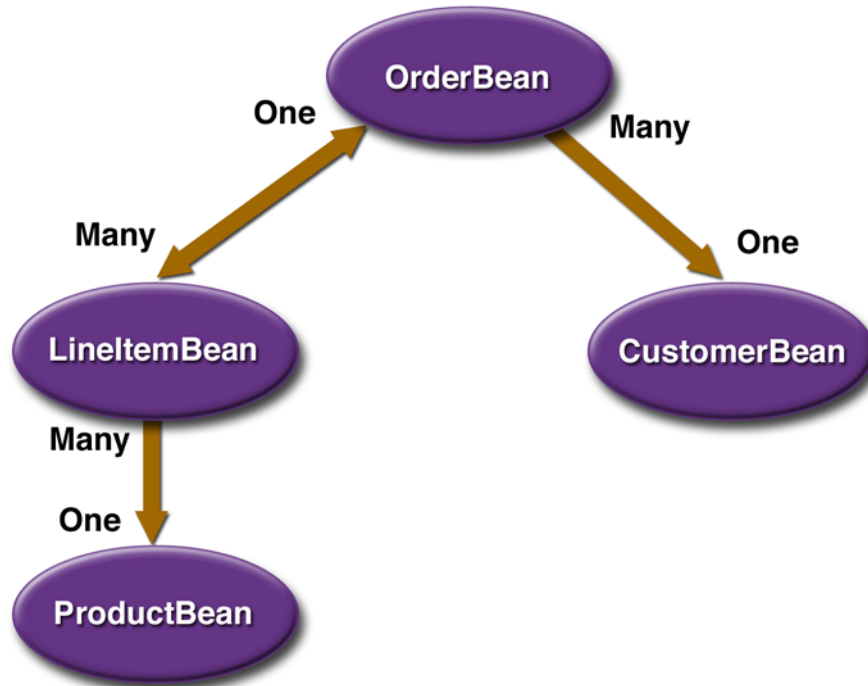 OrderBean
One
Many
Many
One
LineItemBean
CustomerBean
Many
One
ProductBean